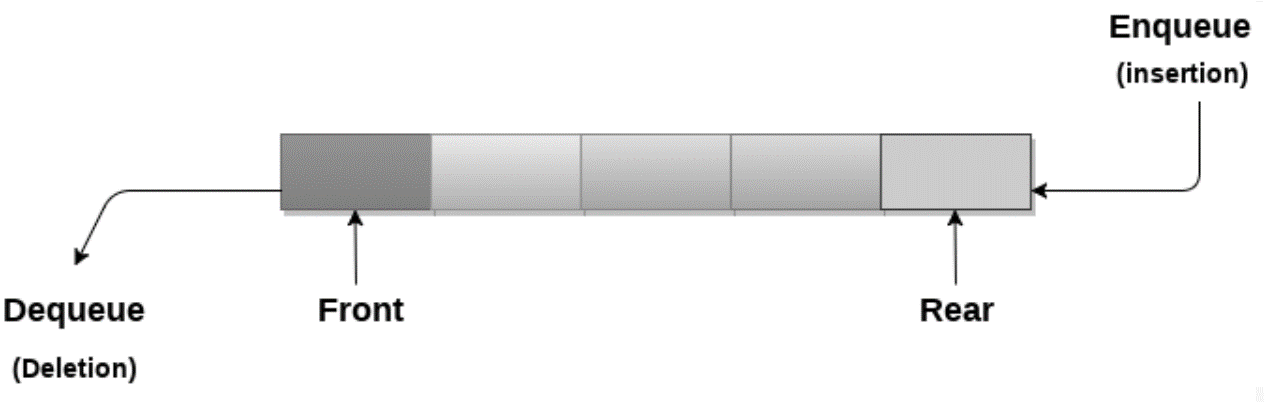 Enqueue
(insertion)
Dequeue
Front
Rear
(Deletion)